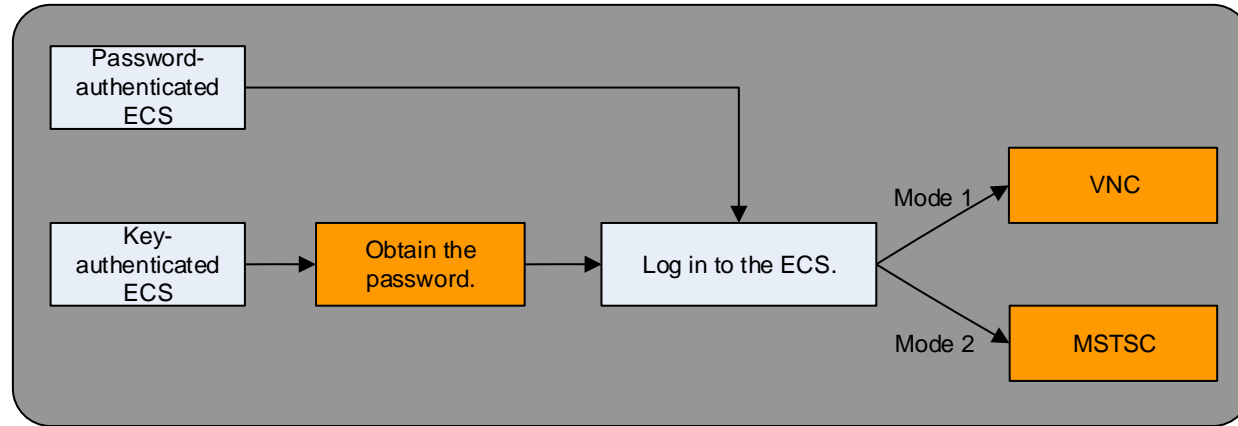 Password-
authenticated
ECS
VNC
Mode 1
Key-
authenticated
ECS
Obtain the
password.
Log in to the ECS.
Mode 2
MSTSC